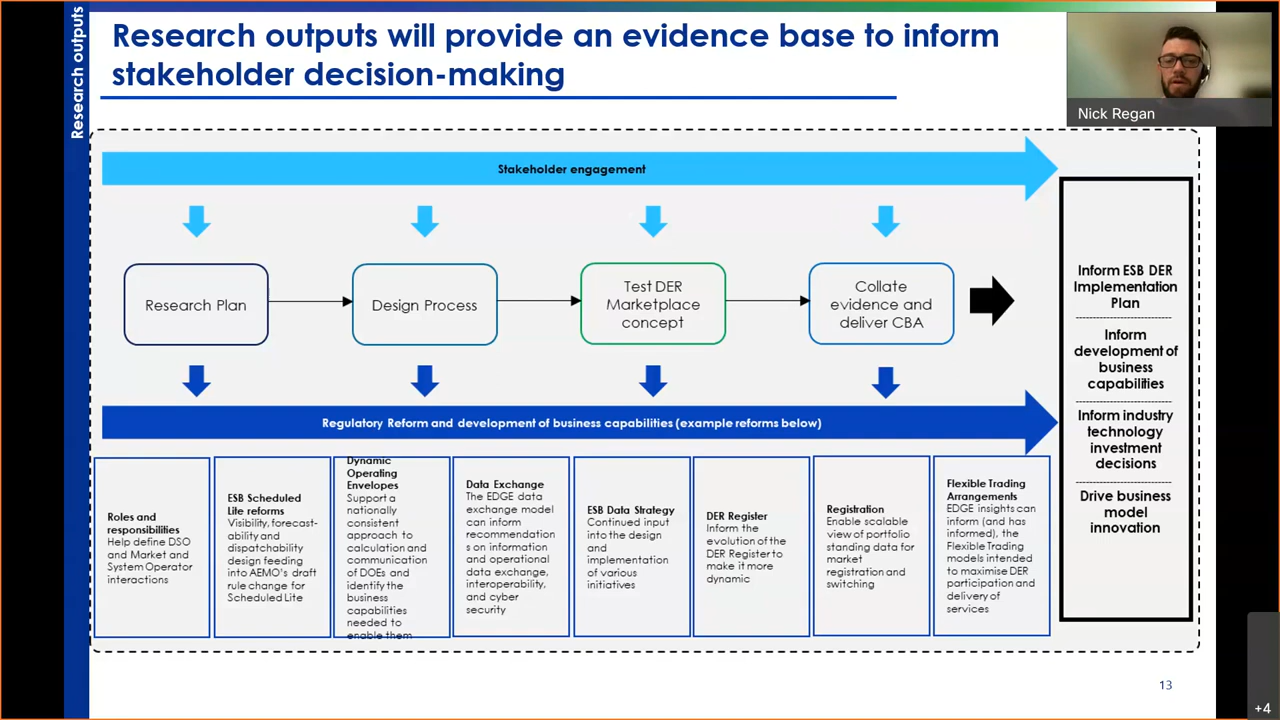 Research outputs
Research outputs will provide an evidence base to inform
stakeholder decision-making
Nick Regan
Stakeholder engagement
Research Plan
Design Process
Test DER
Marketplace
concept
Collate
evidence and
deliver CBA
Regulatory Reform and development of business capabilities (example reforms below)
Roles and
responsibilities
Help define DSO
and Market and
System Operator
interactions
ESB Scheduled
Lite reforms
Visibility, forecast-
ability and
dispatchability
design feeding
into AEMO's draft
rule change for
Scheduled Lite
Dynamic
Operating
Envelopes
Support a
nationally
consistent
approach to
calculation and
communication
of DOEs and
identify the
business
capabilities
needed to
enable them
Data Exchange
The EDGE data
exchange model
can inform
recommendation
s on information
and operational
data exchange,
interoperability,
and cyber
security
ESB Data Strategy
Continued input
into the design
and
implementation
of various
initiatives
DER Register
Inform the
evolution of the
DER Register to
make it more
dynamic
Registration
Enable scalable
view of portfolio
standing data for
market
registration and
switching
Flexible Trading
Arrangements
EDGE insights can
inform (and has
informed), the
Flexible Trading
models intended
to maximise DER
participation and
delivery of
services
Inform ESB DER
Implementation
Plan
Inform
development of
business
capabilities
Inform industry
technology
investment
decisions
Drive business
model
innovation
13
+4